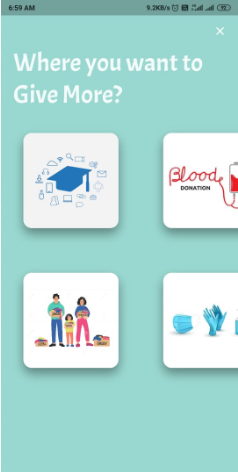 6:59 AM 9.2KB/s
Where you want to
Give More?
Blood
DONATION